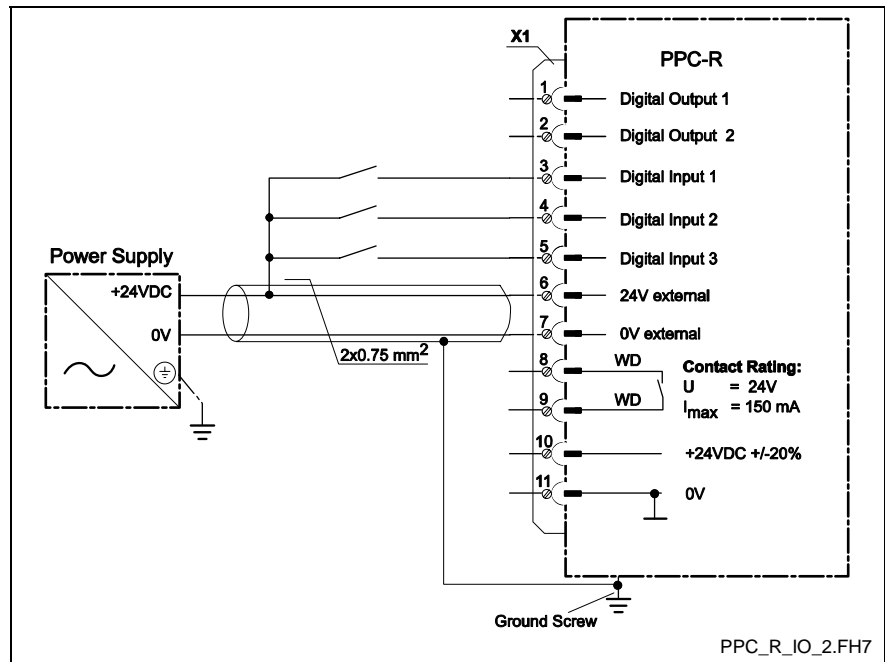 X1
PPC-R
1 Digital Output 1
2 Digital Output 2
3 Digital Input 1
4 Digital Input 2
5 Digital Input 3
Power Supply
+24VDC
6 24V external
0V
7 0V external
2x0.75 mm2
8 WD
Contact Rating:
U = 24V
9 WD
Imax = 150 mA
10 +24VDC +/-20%
11 0V
Ground Screw
PPC_R_IO_2.FH7